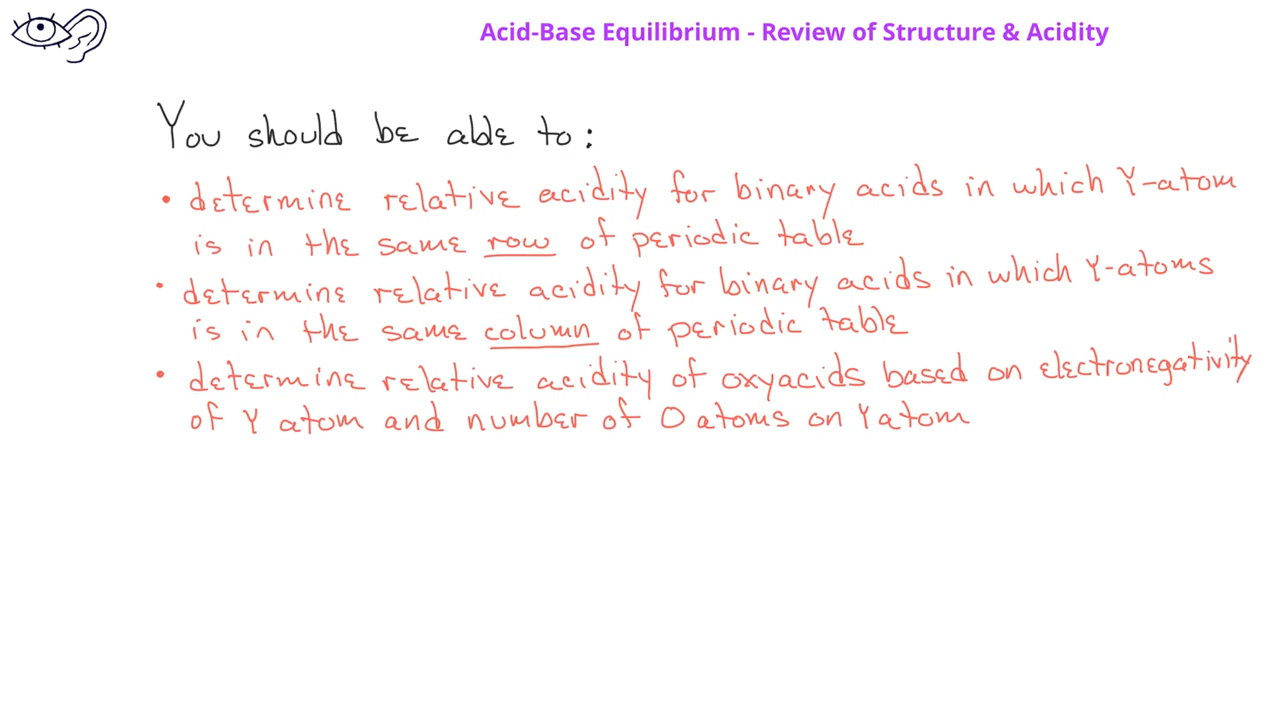 Acid-Base Equilibrium - Review of Structure & Acidity
You should be able to:
• determine relative acidity for binary acids in which Y-atom
is in the same row of periodic table
• determine relative acidity for binary acids in which Y-atoms
is in the same column of periodic table
• determine relative acidity of oxyacids based on electronegativity
of Y atom and number of O atoms on Y atom